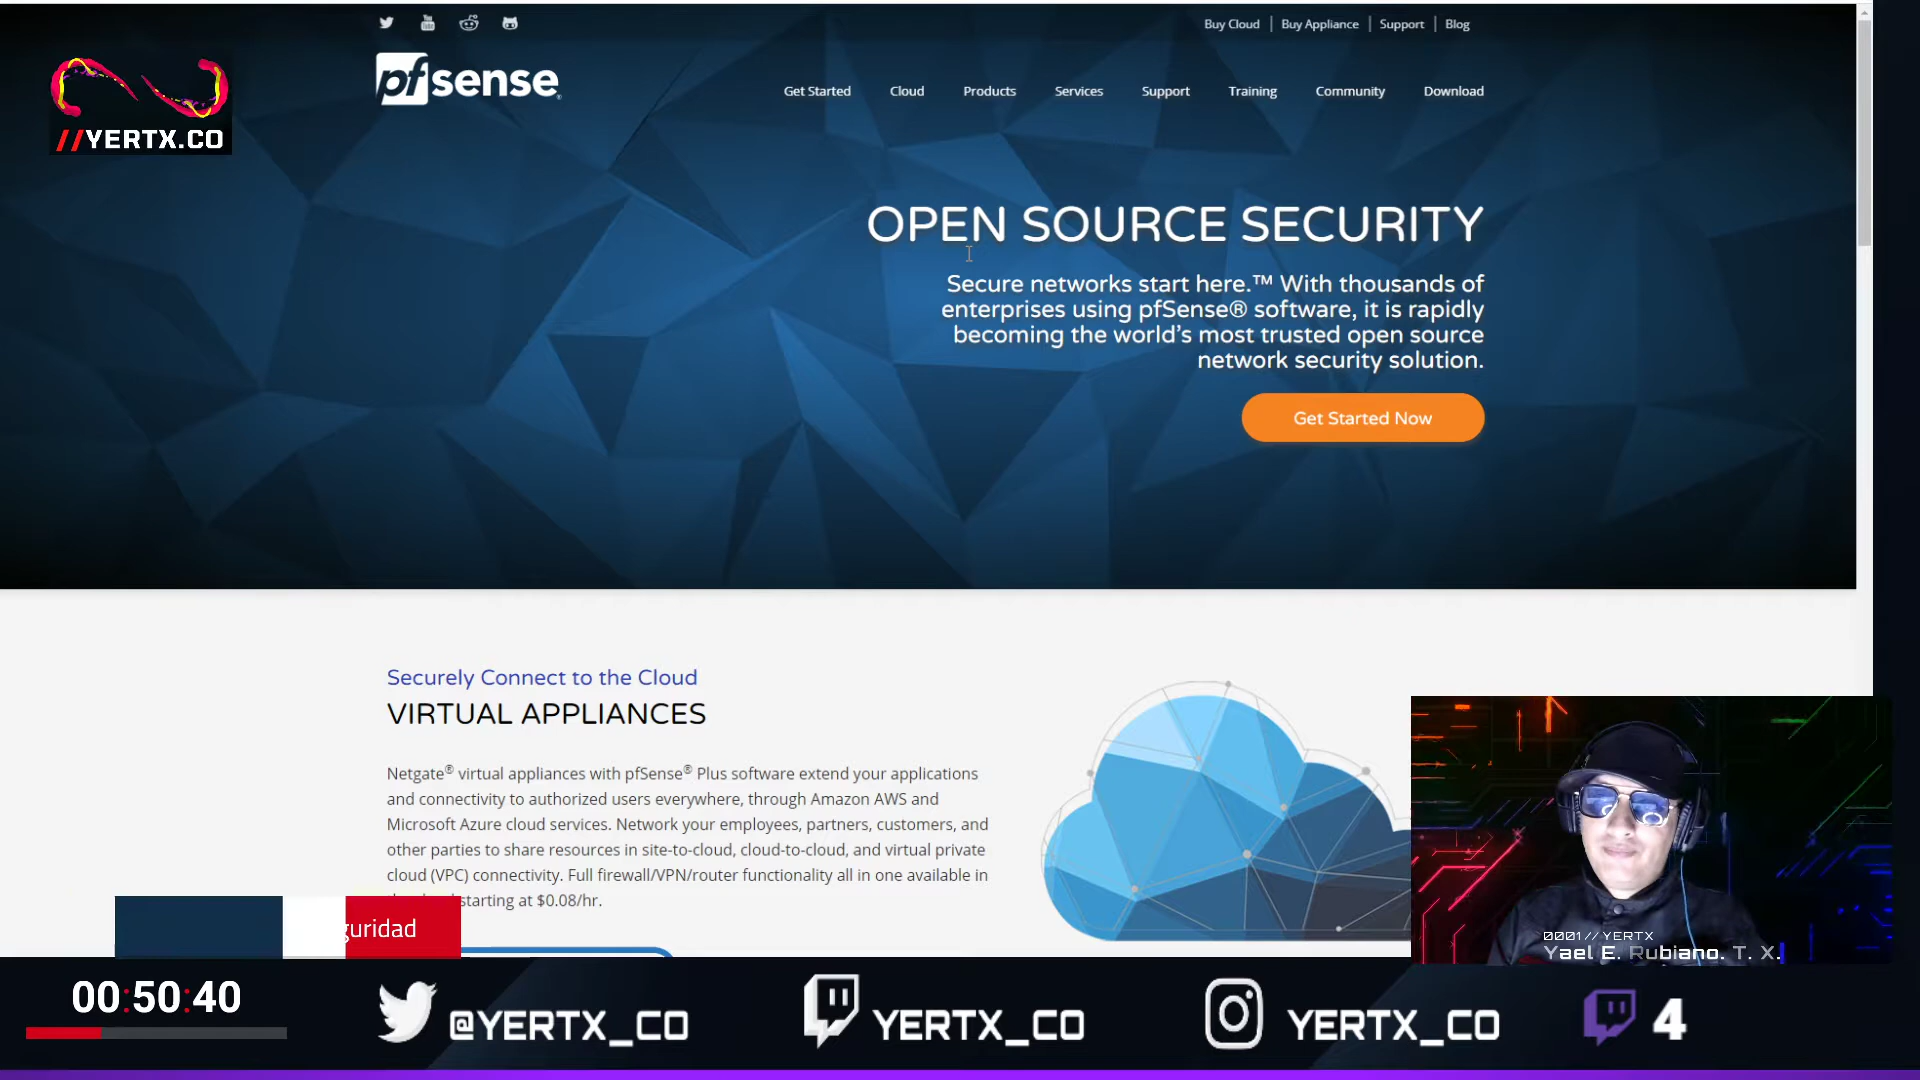 Buy Cloud | Buy Appliance | Support | Blog
pfsense
Get Started Cloud Products Services Support Training Community Download
//YERTX.CO
OPEN SOURCE SECURITY
Secure networks start here.™ With thousands of
enterprises using pfSense® software, it is rapidly
becoming the world's most trusted open source
network security solution.
Get Started Now
Securely Connect to the Cloud
VIRTUAL APPLIANCES
Netgate® virtual appliances with pfSense® Plus software extend your applications
and connectivity to authorized users everywhere, through Amazon AWS and
Microsoft Azure cloud services. Network your employees, partners, customers, and
other parties to share resources in site-to-cloud, cloud-to-cloud, and virtual private
cloud (VPC) connectivity. Full firewall/VPN/router functionality all in one available in
starting at $0.08/hr.
guridad
0001//YERTX
Yael E. Rubiano. T. X.
00:50:40
@YERTX_CO
YERTX_CO
YERTX_CO
4